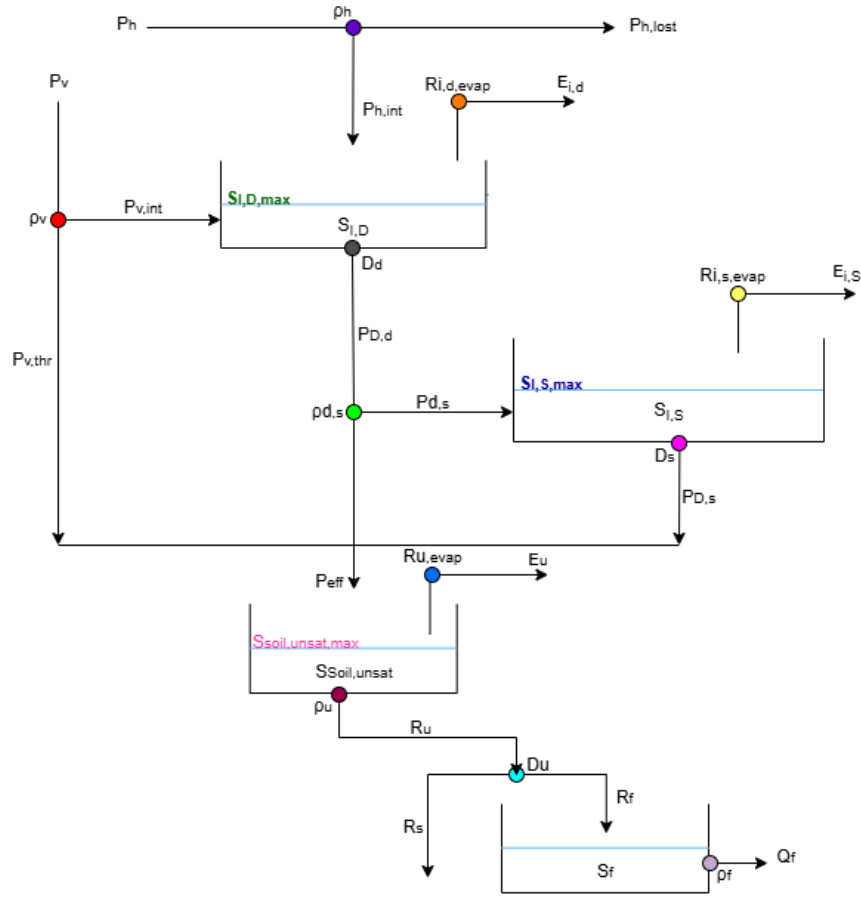 ρh
Ph
Ph,lost
Pv
Ri,d,evap
Ei,d
Ph,int
SI,D,max
Pv,int
ρv
SI,D
Dd
Ri,s,evap
Ei,S
PD,d
Pv,thr
SI,S,max
Pd,s
ρd,s
SI,S
Ds
PD,s
Ru,evap
Eu
Peff
Ssoil,unsat,max
SSoil,unsat
ρu
Ru
Du
Rf
Rs
Qf
Sf
ρf